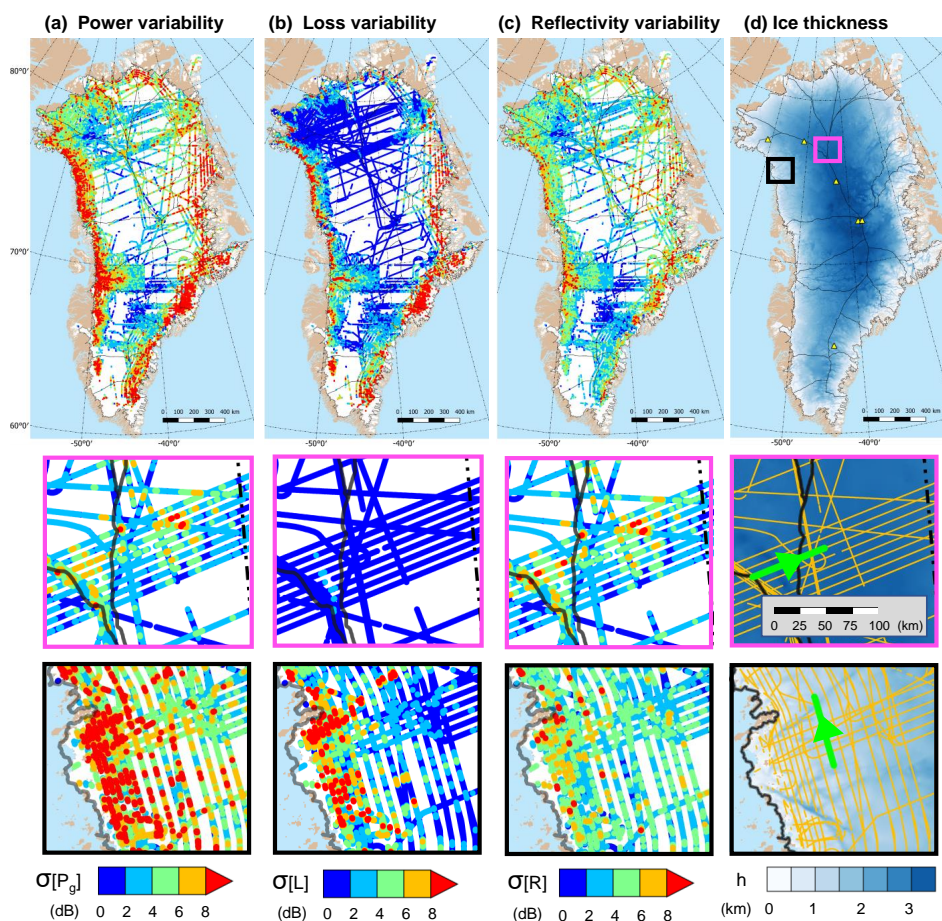 (a) Power variability
(b) Loss variability
(c) Reflectivity variability
(d) Ice thickness
80°0'
70°0'
60°0'
0 100 200 300 400 km
0 100 200 300 400 km
0 100 200 300 400 km
0 100 200 300 400 km
-50°0' -40°0'
-50°0' -40°0'
-50°0' -40°0'
-50°0' -40°0'
0 25 50 75 100 (km)
σ[Pg]
(dB) 0 2 4 6 8
σ[L]
(dB) 0 2 4 6 8
σ[R]
(dB) 0 2 4 6 8
h
(km) 0 1 2 3